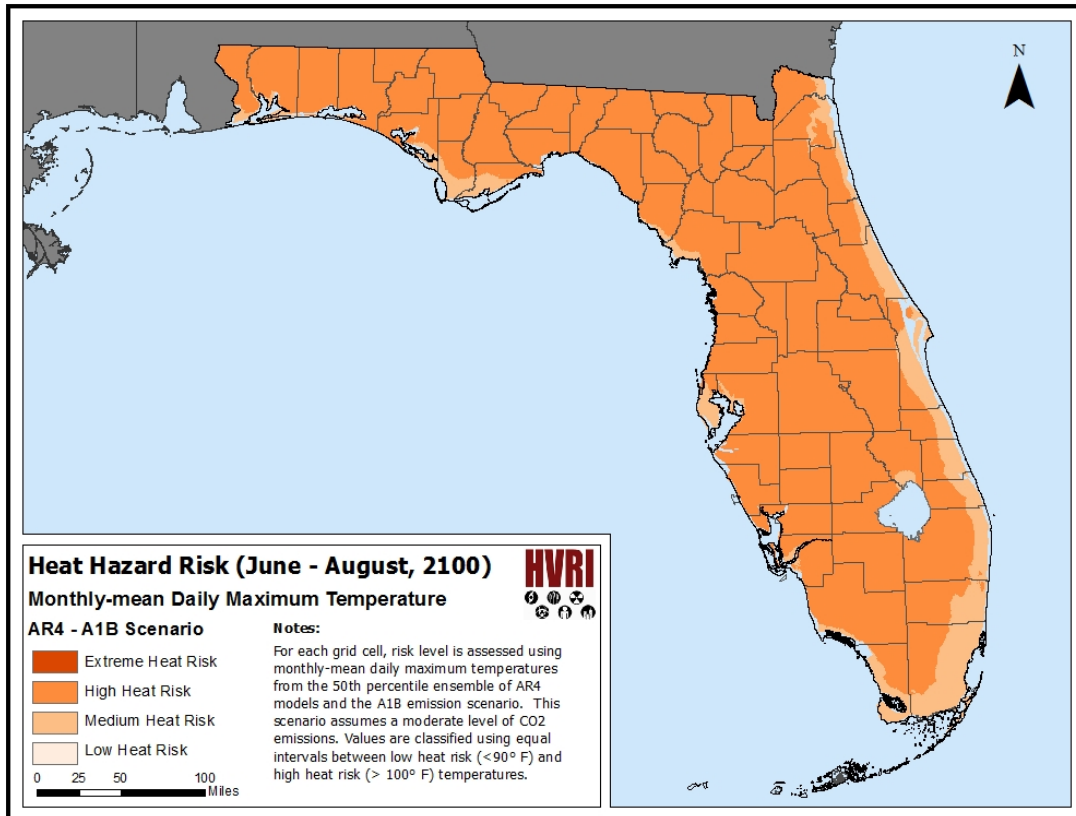 N
Heat Hazard Risk (June - August, 2100)
HVRI
Monthly-mean Daily Maximum Temperature
AR4 - A1B Scenario
Extreme Heat Risk
High Heat Risk
Medium Heat Risk
Low Heat Risk
0 25 50 100
Miles
Notes:
For each grid cell, risk level is assessed using
monthly-mean daily maximum temperatures
from the 50th percentile ensemble of AR4
models and the A1B emission scenario. This
scenario assumes a moderate level of CO2
emissions. Values are classified using equal
intervals between low heat risk (<90° F) and
high heat risk (> 100° F) temperatures.